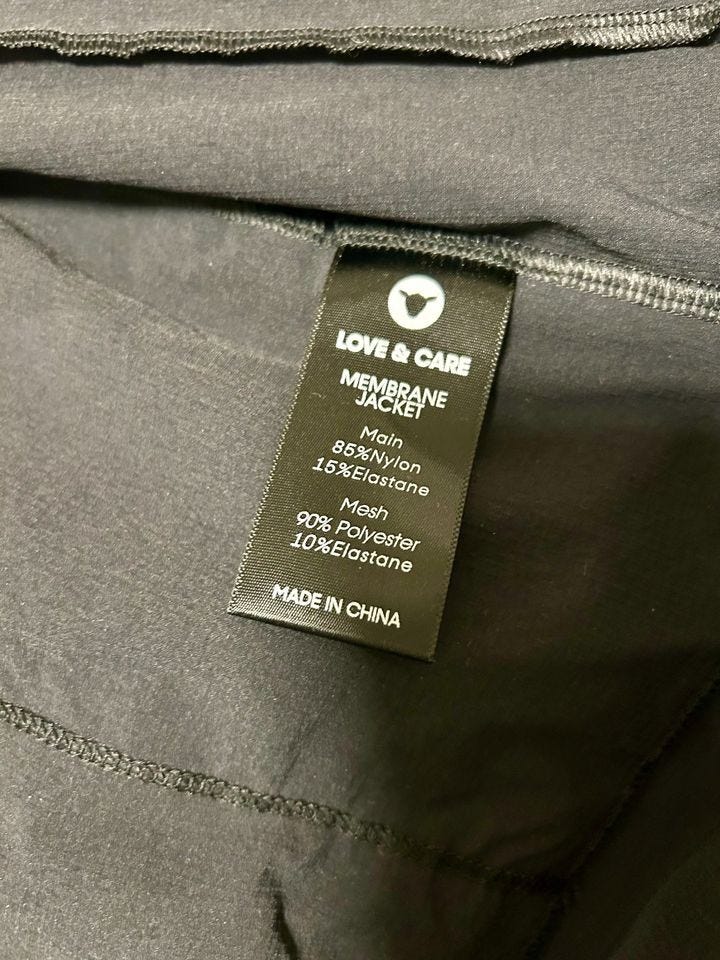 LOVE & CARE
MEMBRANE
JACKET
Main
85%Nylon
15%Elastane
Mesh
90% Polyester
10%Elastane
MADE IN CHINA